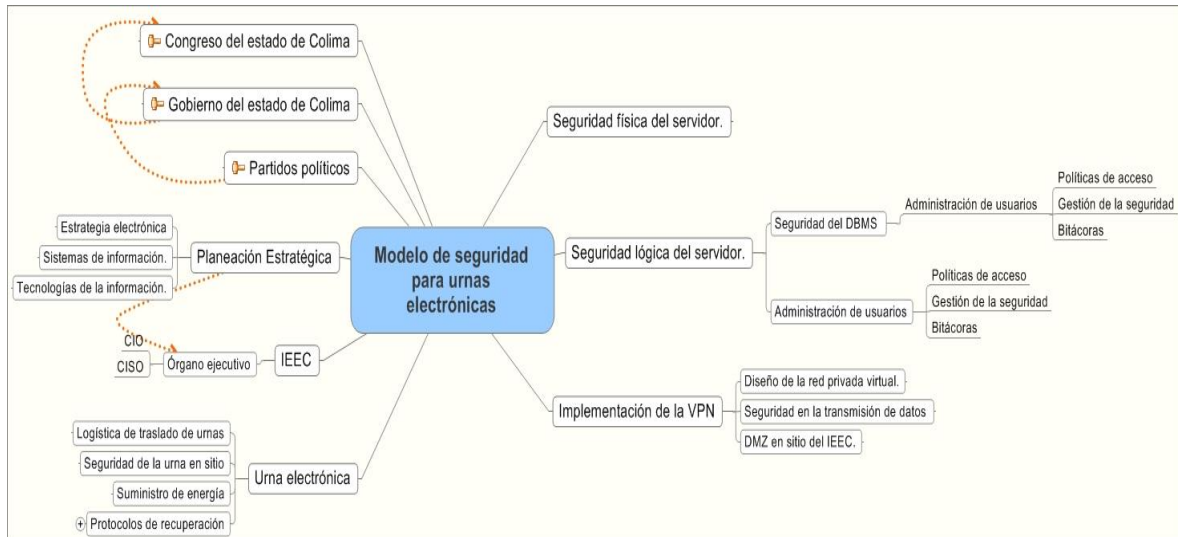 Congreso del estado de Colima
Gobierno del estado de Colima
Partidos políticos
Planeación Estratégica
Estrategia electrónica
Sistemas de información.
Tecnologías de la información.
IEEC
Órgano ejecutivo
CIO
CISO
Urna electrónica
Logística de traslado de urnas
Seguridad de la urna en sitio
Suministro de energía
Protocolos de recuperación
Modelo de seguridad
para urnas
electrónicas
Seguridad física del servidor.
Seguridad lógica del servidor.
Seguridad del DBMS
Administración de usuarios
Políticas de acceso
Gestión de la seguridad
Bitácoras
Administración de usuarios
Políticas de acceso
Gestión de la seguridad
Bitácoras
Implementación de la VPN
Diseño de la red privada virtual.
Seguridad en la transmisión de datos
DMZ en sitio del IEEC.